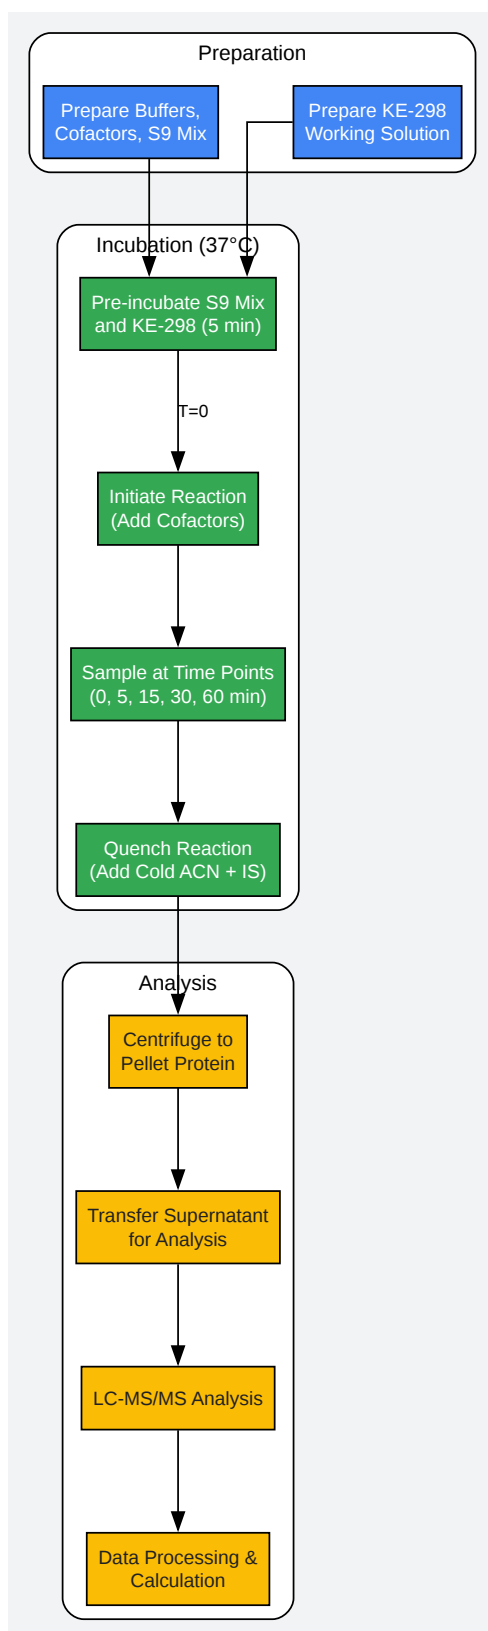 Preparation
Prepare Buffers,
Cofactors, S9 Mix
Prepare KE-298
Working Solution
Incubation (37°C)
Pre-incubate S9 Mix
and KE-298 (5 min)
T=0
Initiate Reaction
(Add Cofactors)
Sample at Time Points
(0, 5, 15, 30, 60 min)
Quench Reaction
(Add Cold ACN + IS)
Analysis
Centrifuge to
Pellet Protein
Transfer Supernatant
for Analysis
LC-MS/MS Analysis
Data Processing &
Calculation